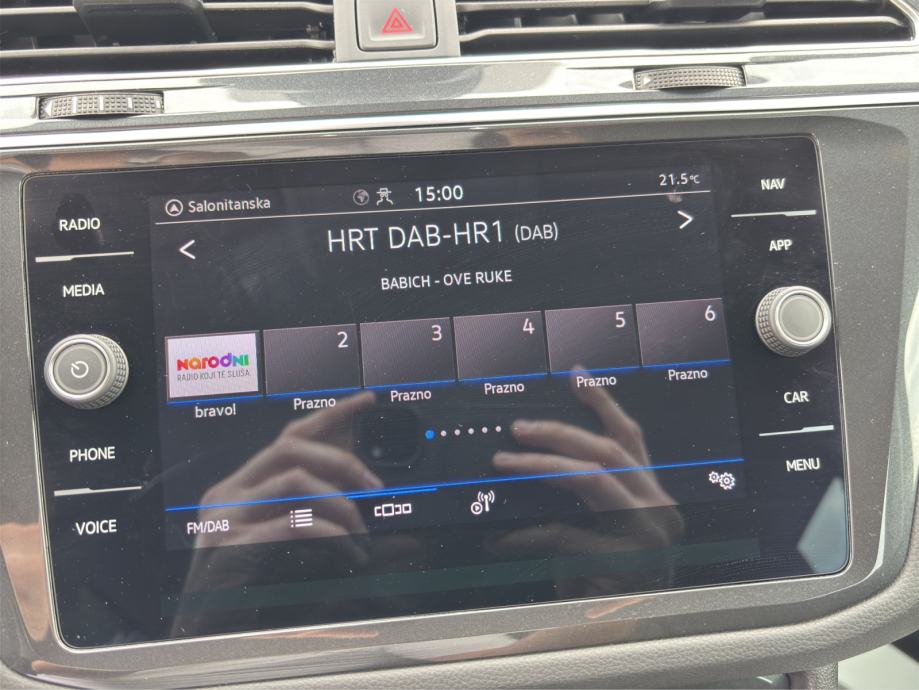 Salonitanska
15:00
21.5°C
RADIO
MEDIA
PHONE
VOICE
HRT DAB-HR1 (DAB)
BABICH - OVE RUKE
NARODNI
RADIO KOJI TE SLUŠA
bravo!
2
Prazno
3
Prazno
4
Prazno
5
Prazno
6
Prazno
FM/DAB
NAV
APP
CAR
MENU